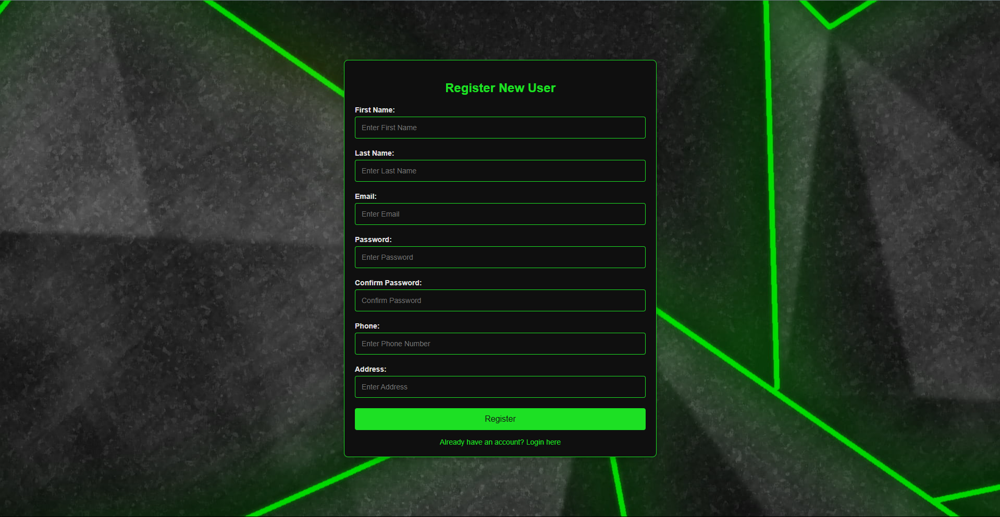 Register New User
First Name:
Enter First Name
Last Name:
Enter Last Name
Email:
Enter Email
Password:
Enter Password
Confirm Password:
Confirm Password
Phone:
Enter Phone Number
Address:
Enter Address
Register
Already have an account? Login here